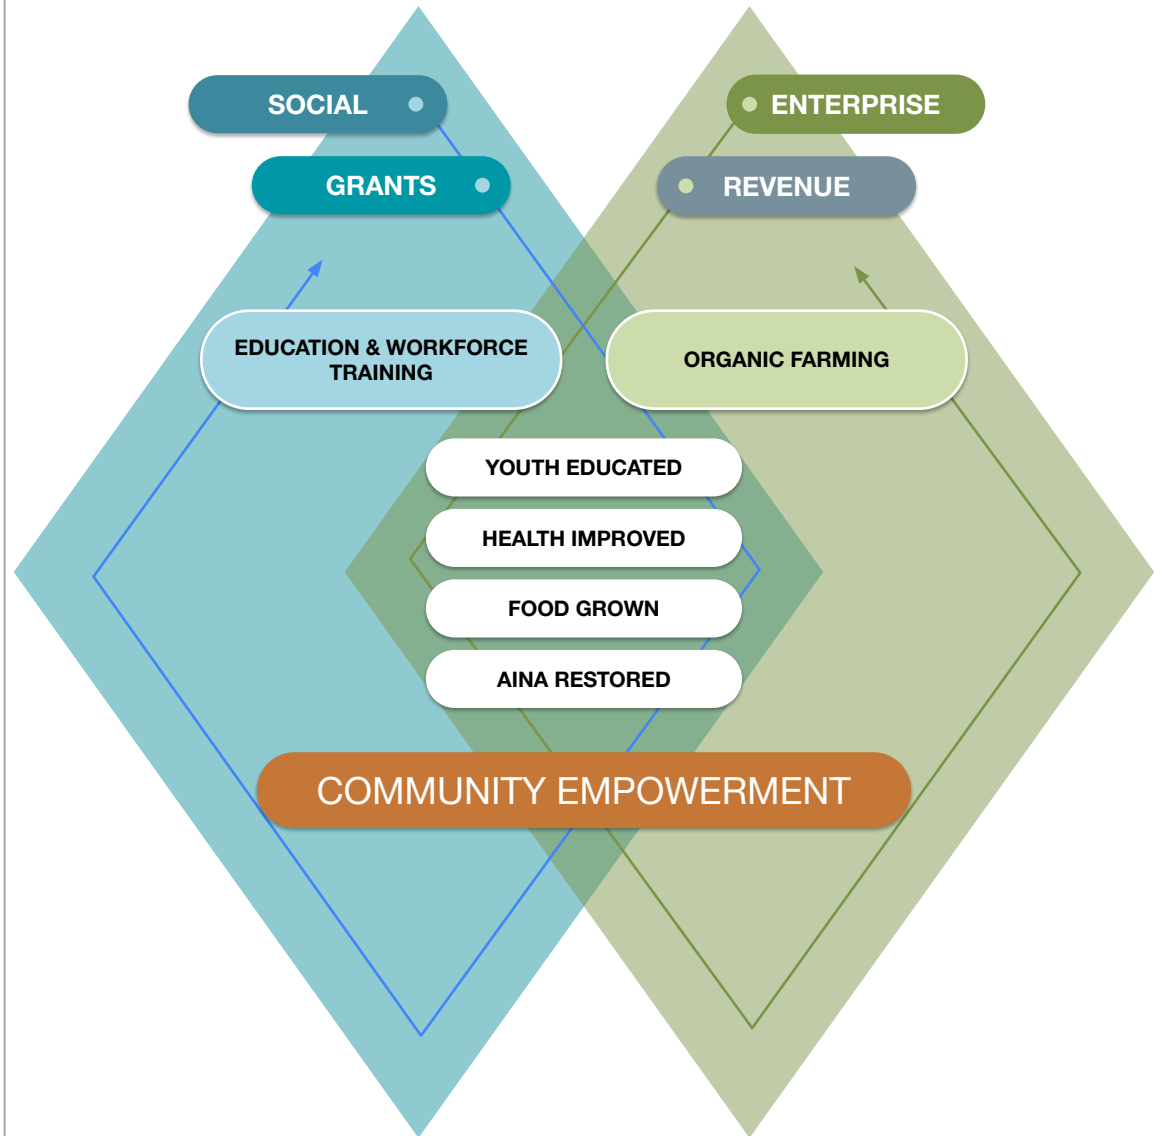 SOCIAL
ENTERPRISE
GRANTS
REVENUE
EDUCATION & WORKFORCE
TRAINING
ORGANIC FARMING
YOUTH EDUCATED
HEALTH IMPROVED
FOOD GROWN
AINA RESTORED
COMMUNITY EMPOWERMENT